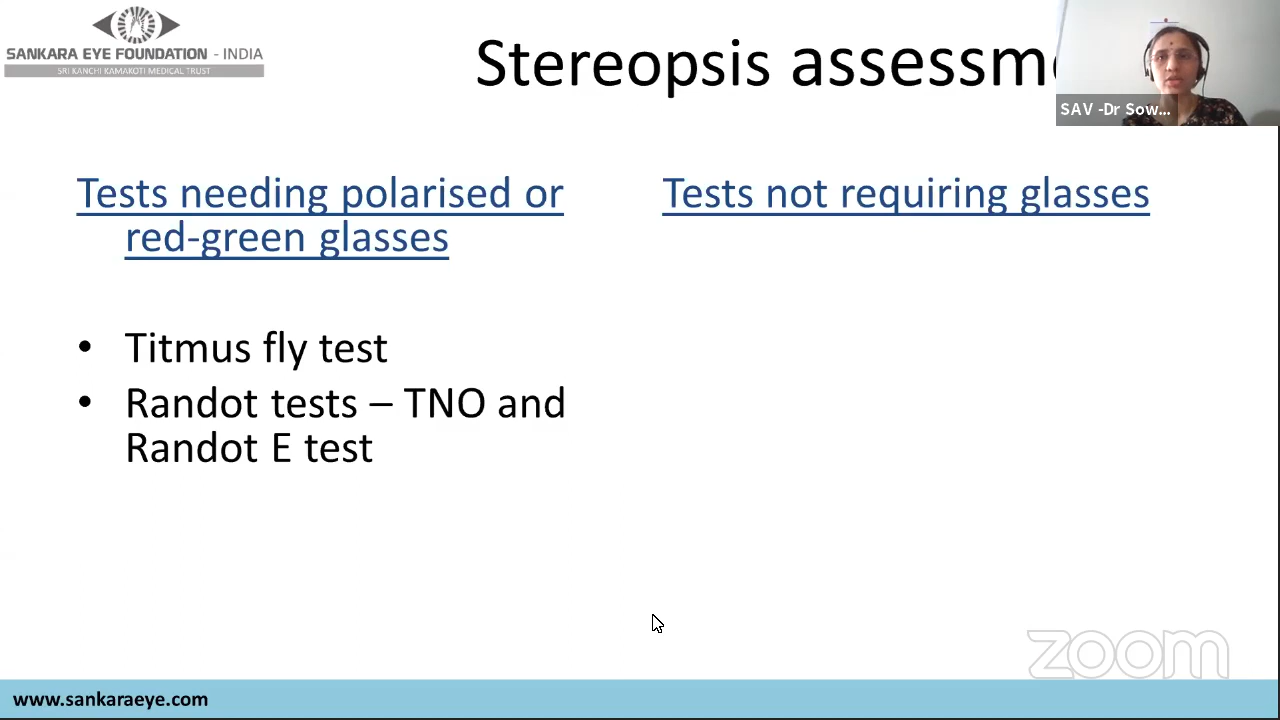 SANKARA EYE FOUNDATION - INDIA
SRI KANCHI KAMAKOTI MEDICAL TRUST
Stereopsis assessm
SAV -Dr Sow...
Tests needing polarised or
red-green glasses
• Titmus fly test
• Randot tests – TNO and
Randot E test
Tests not requiring glasses
zoom
www.sankaraeye.com